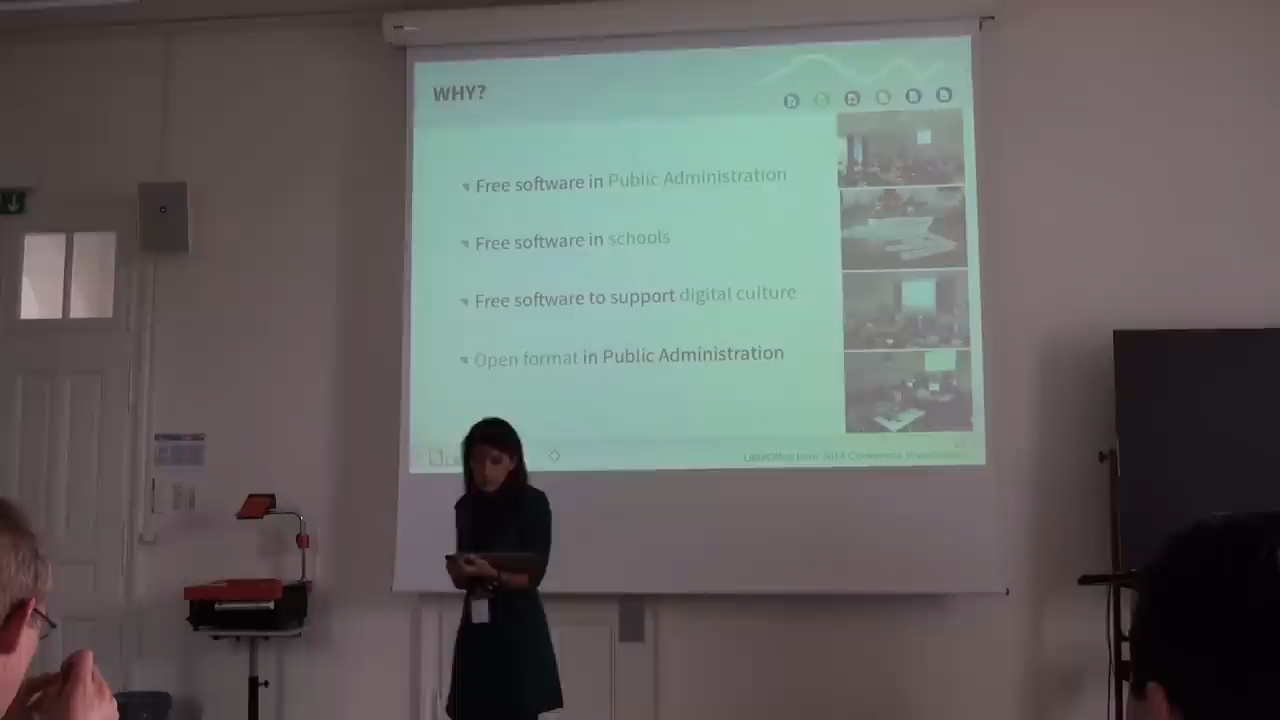 WHY?
Free software in Public Administration
Free software in schools
Free software to support digital culture
Open format in Public Administration
Conference